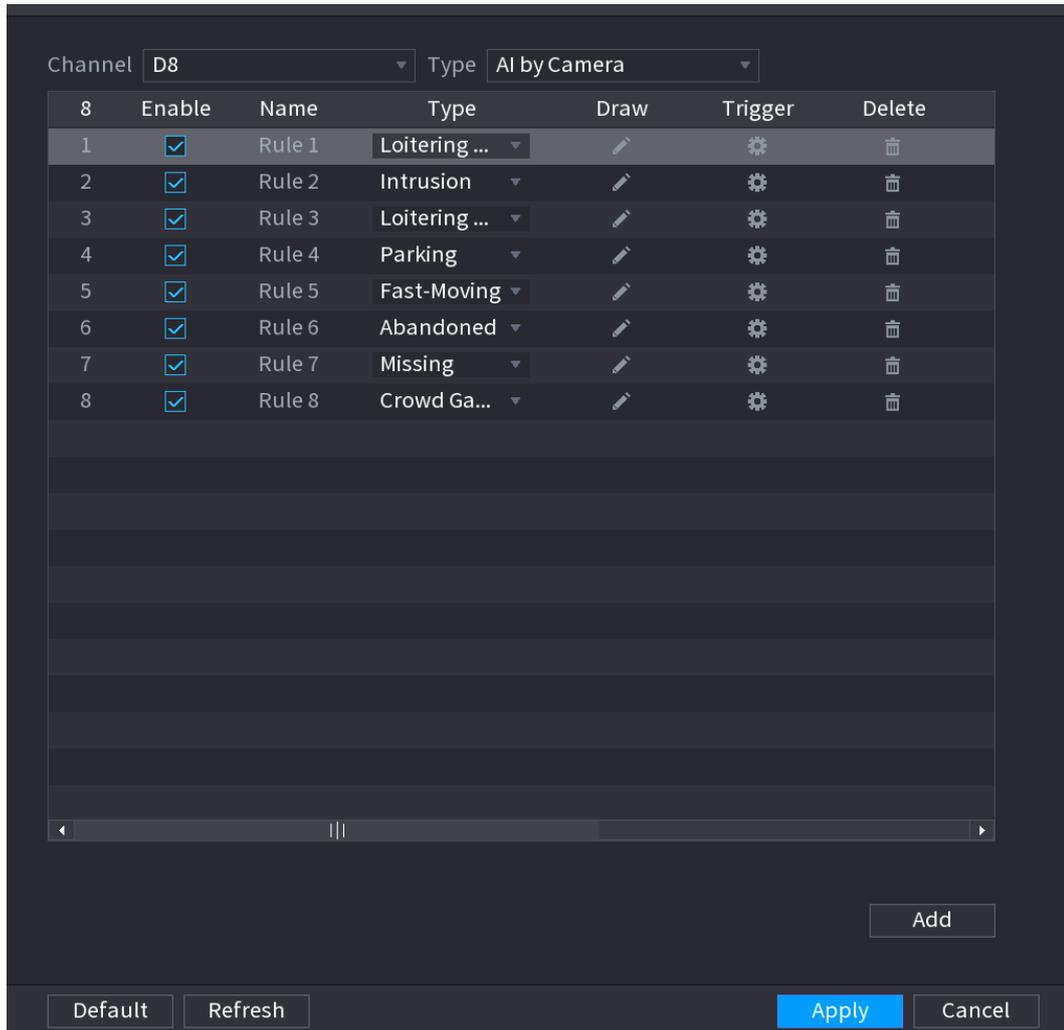 Channel D8 Type AI by Camera
8 Enable Name Type Draw Trigger Delete
1 Rule 1 Loitering ...
2 Rule 2 Intrusion
3 Rule 3 Loitering ...
4 Rule 4 Parking
5 Rule 5 Fast-Moving
6 Rule 6 Abandoned
7 Rule 7 Missing
8 Rule 8 Crowd Ga...
Add
Default Refresh Apply Cancel